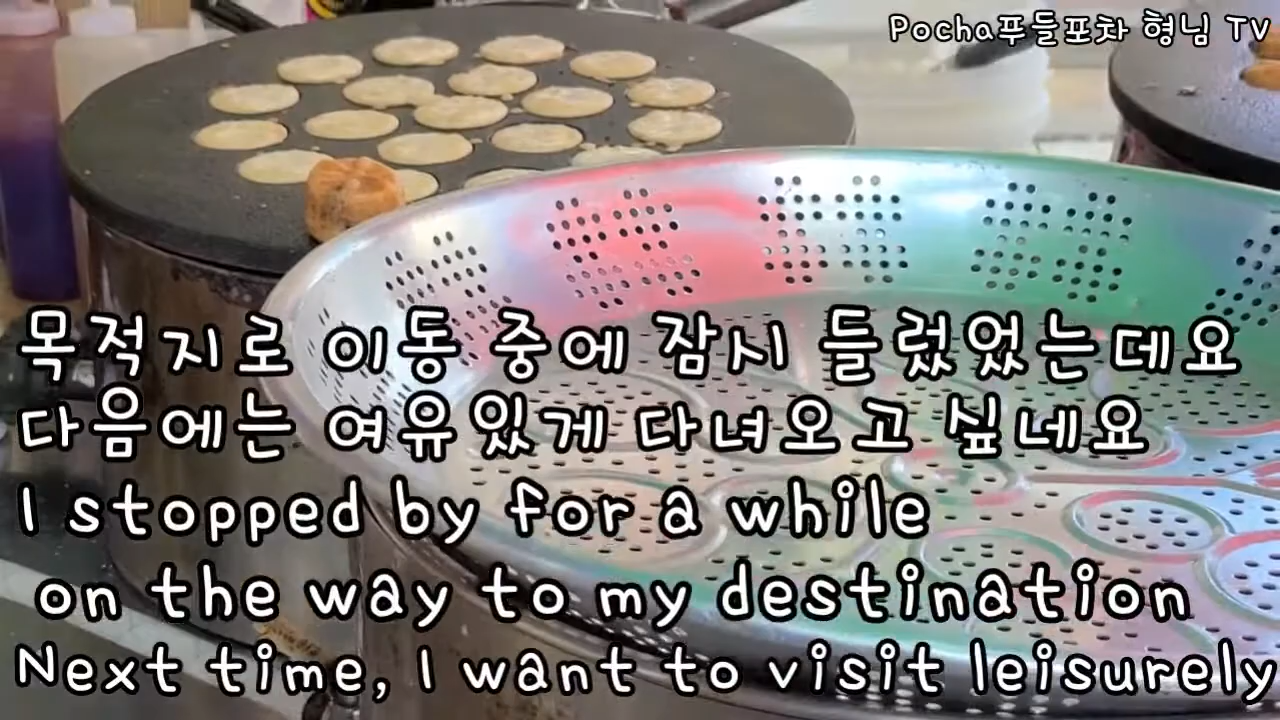 Pocha푸들포차 형님 TV
목적지로 이동 중에 잠시 들렀었는데요
다음에는 여유있게 다녀오고 싶네요
I stopped by for a while
on the way to my destination
Next time, I want to visit leisurely